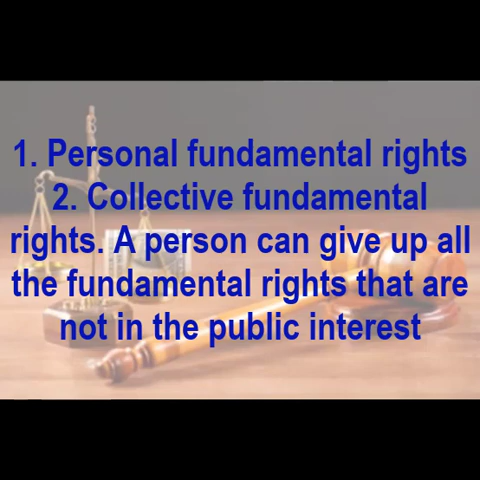 1. Personal fundamental rights
2. Collective fundamental
rights. A person can give up all
the fundamental rights that are
not in the public interest